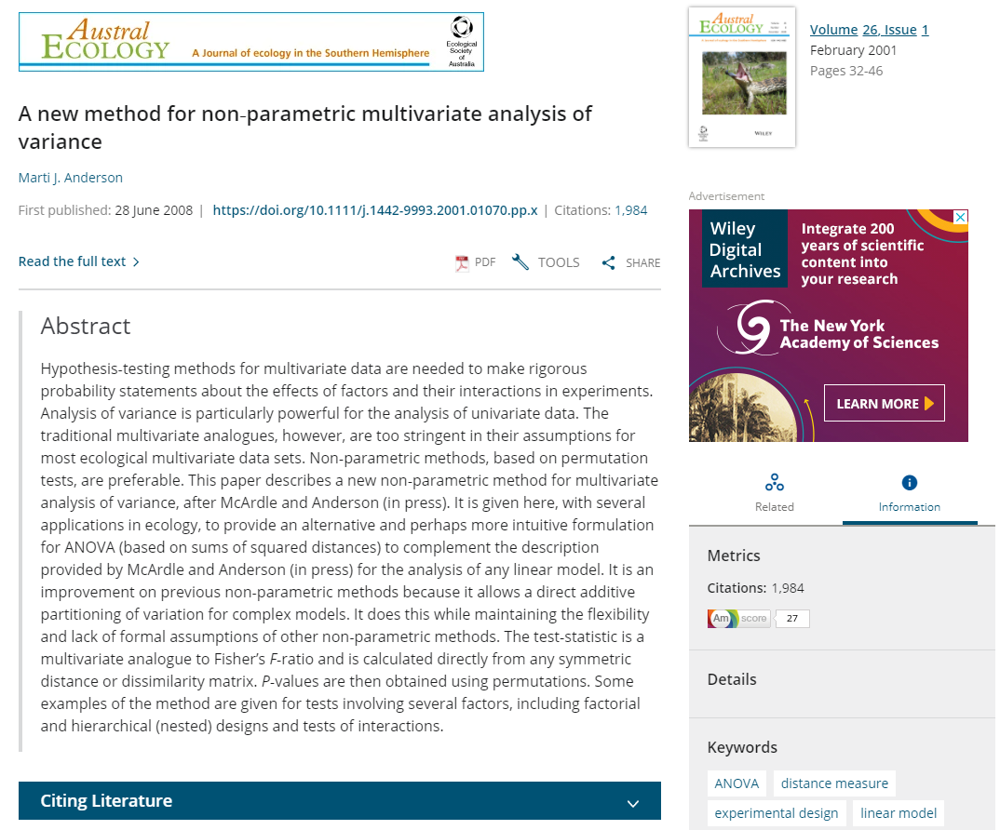 Austral
ECOLOGY
A Journal of ecology in the Southern Hemisphere
Ecological
Society
of
Australia
A new method for non-parametric multivariate analysis of
variance
Marti J. Anderson
First published: 28 June 2008 | https://doi.org/10.1111/j.1442-9993.2001.01070.pp.x | Citations: 1,984
Read the full text >
PDF TOOLS SHARE
Abstract
Hypothesis-testing methods for multivariate data are needed to make rigorous
probability statements about the effects of factors and their interactions in experiments.
Analysis of variance is particularly powerful for the analysis of univariate data. The
traditional multivariate analogues, however, are too stringent in their assumptions for
most ecological multivariate data sets. Non-parametric methods, based on permutation
tests, are preferable. This paper describes a new non-parametric method for multivariate
analysis of variance, after McArdle and Anderson (in press). It is given here, with several
applications in ecology, to provide an alternative and perhaps more intuitive formulation
for ANOVA (based on sums of squared distances) to complement the description
provided by McArdle and Anderson (in press) for the analysis of any linear model. It is an
improvement on previous non-parametric methods because it allows a direct additive
partitioning of variation for complex models. It does this while maintaining the flexibility
and lack of formal assumptions of other non-parametric methods. The test-statistic is a
multivariate analogue to Fisher's F-ratio and is calculated directly from any symmetric
distance or dissimilarity matrix. P-values are then obtained using permutations. Some
examples of the method are given for tests involving several factors, including factorial
and hierarchical (nested) designs and tests of interactions.
Citing Literature
Austral
ECOLOGY
WILEY
Volume 26, Issue 1
February 2001
Pages 32-46
Advertisement
Wiley
Digital
Archives
Integrate 200
years of scientific
content into
your research
The New York
Academy of Sciences
LEARN MORE
Related Information
Metrics
Citations: 1,984
Am score 27
Details
Keywords
ANOVA distance measure
experimental design linear model